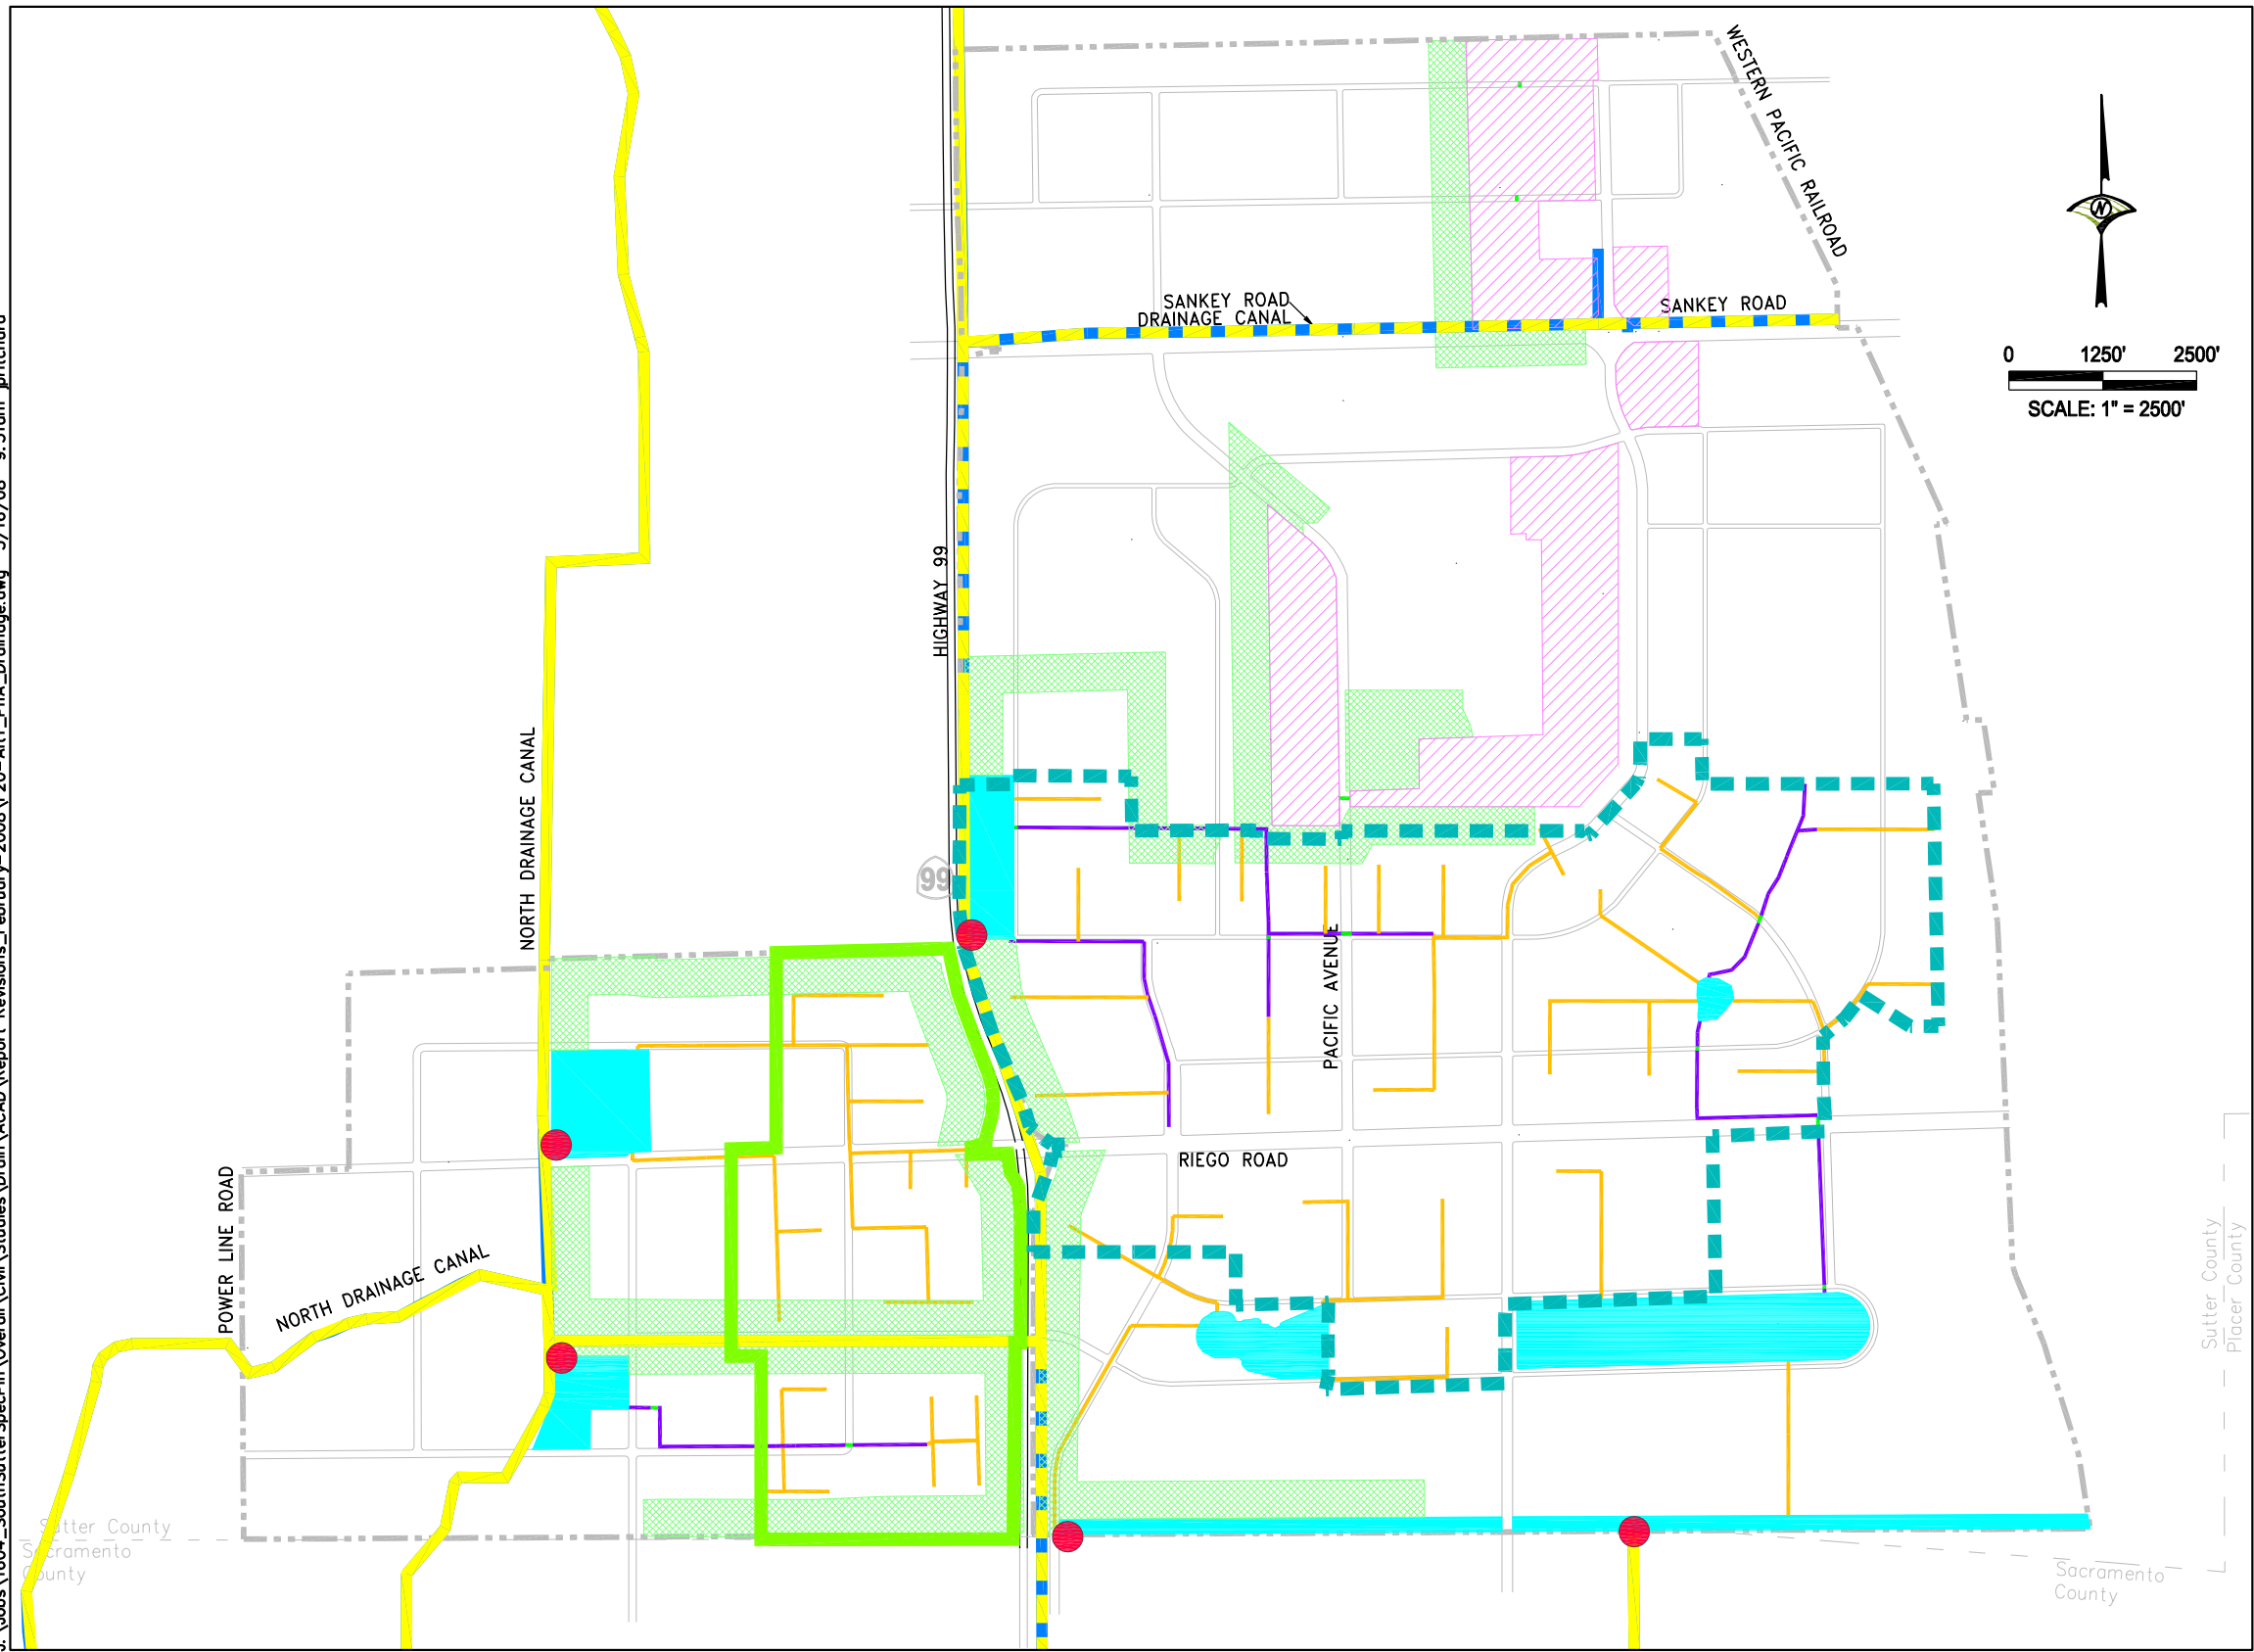 WESTERN PACIFIC RAILROAD
N
SANKEY ROAD
DRAINAGE CANAL
SANKEY ROAD
0 1250' 2500'
SCALE: 1" = 2500'
HIGHWAY 99
NORTH DRAINAGE CANAL
99
PACIFIC AVENUE
RIEGO ROAD
POWER LINE ROAD
NORTH DRAINAGE CANAL
Sutter County
Placer County
Sutter County
Sacramento
County
Sacramento
County